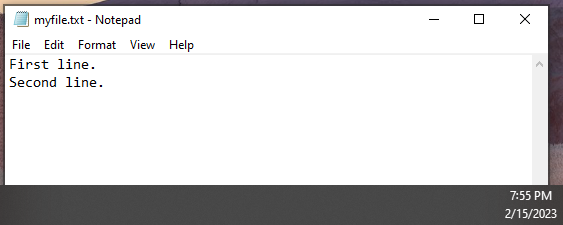 myfile.txt - Notepad
File Edit Format View Help
First line.
Second line.
7:55 PM
2/15/2023